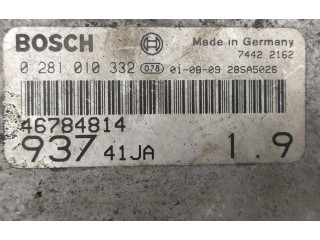 BOSCH Made in Germany
7442 2162
0 281 010 332 078 01-08-09 28SA5026
46784814
937 41JA 1.9